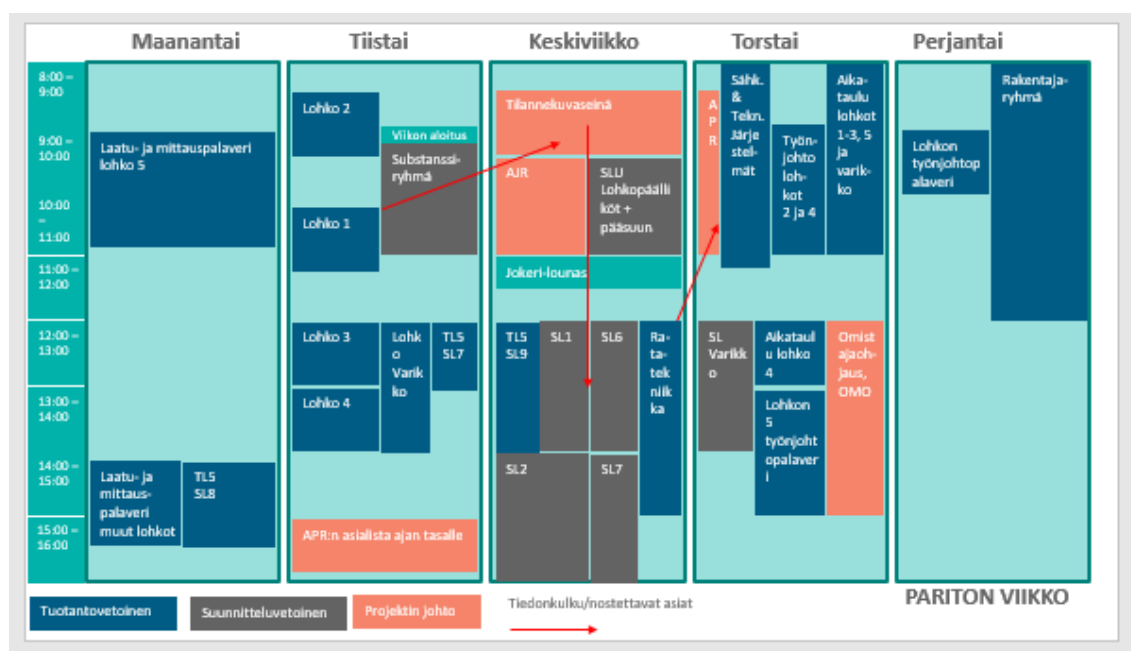 Maanantai
Tiistai
Keskiviikko
Torstai
Perjantai
8:00 –
9:00
9:00 –
10:00
10:00
–
11:00
11:00 –
12:00
12:00 –
13:00
13:00 –
14:00
14:00 –
15:00
15:00 –
16:00
Laatu- ja mittauspalaveri
lohko 5
Laatu- ja
mittaus-
palaveri
muut lohkot
TL5
SL8
Lohko 2
Viikon aloitus
Substanssi-
ryhmä
Lohko 1
Lohko 3
Lohk
o
Varik
ko
TL5
SL7
Lohko 4
APR:n asialista ajan tasalle
Tilannekuvaseinä
AJR
SLU
Lohkopäälli
köt +
pääsuun.
Jokeri-lounas
TL5
SL9
SL1
SL6
Ra-
ta-
tek
niik
ka
SL2
SL7
A
P
R
Sähk.
&
Tekn.
Järje
stel-
mät
Työn-
johto
loh-
kot
2 ja 4
Aika-
taulu
lohkot
1-3, 5
ja
varik-
ko
SL
Varikk
o
Aikataul
u lohko
4
Omist
ajaoh-
jaus,
OMO
Lohkon
5
työnjoht
opalaver
i
Lohkon
työnjohtop
alaveri
Rakentaja-
ryhmä
PARITON VIIKKO
Tuotantovetoinen
Suunnitteluvetoinen
Projektin johto
Tiedonkulku/nostettavat asiat